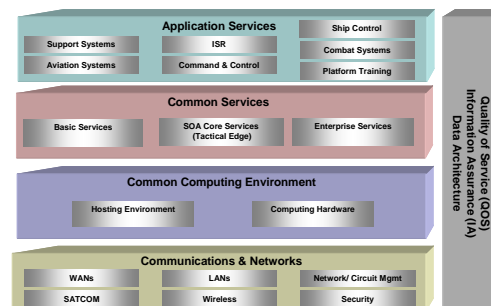 Application Services
Ship Control
Support Systems
ISR
Combat Systems
Aviation Systems
Command & Control
Platform Training
Common Services
Basic Services
SOA Core Services
(Tactical Edge)
Enterprise Services
Common Computing Environment
Hosting Environment
Computing Hardware
Communications & Networks
WANs
LANs
Network/ Circuit Mgmt
SATCOM
Wireless
Security
Quality of Service (QOS)
Information Assurance (IA)
Data Architecture